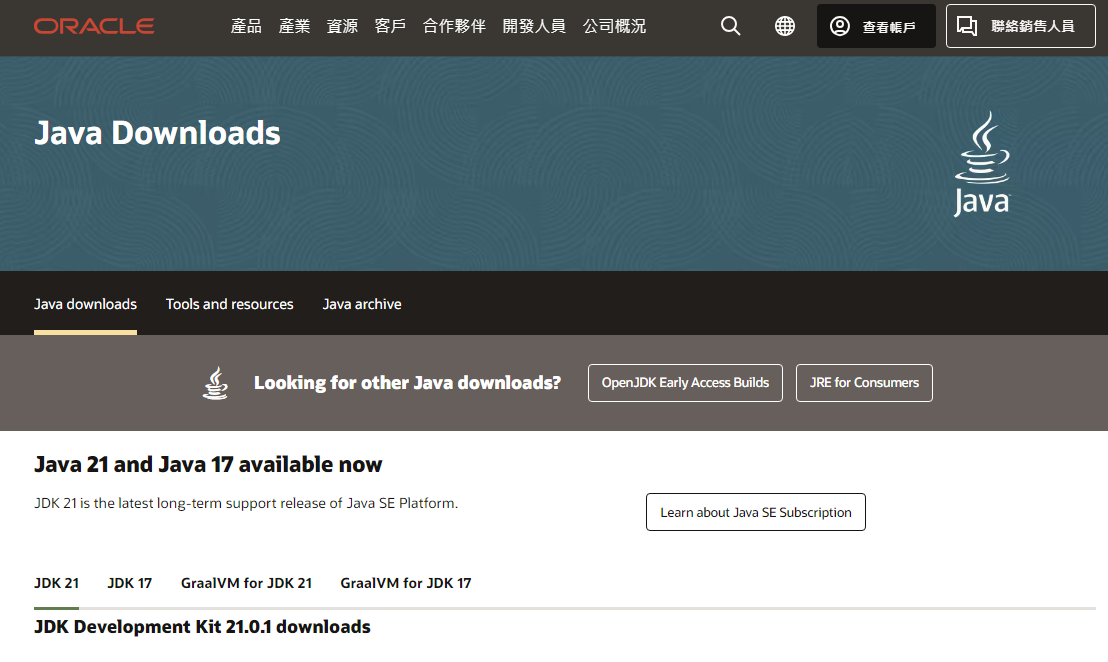 ORACLE 產品 產業 資源 客戶 合作夥伴 開發人員 公司概況 查看帳戶 聯絡銷售人員
Java Downloads
Java
Java downloads Tools and resources Java archive
Looking for other Java downloads? OpenJDK Early Access Builds JRE for Consumers
Java 21 and Java 17 available now
JDK 21 is the latest long-term support release of Java SE Platform.
Learn about Java SE Subscription
JDK 21 JDK 17 GraalVM for JDK 21 GraalVM for JDK 17
JDK Development Kit 21.0.1 downloads